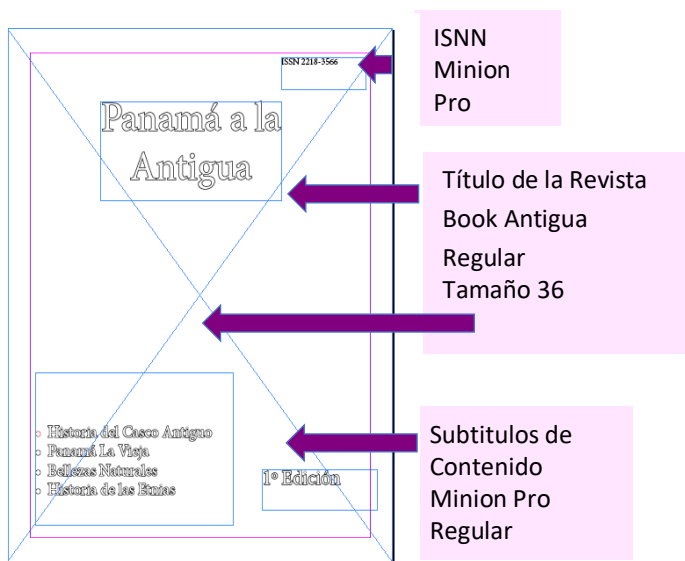 ISSN 2218-3566
Panamá a la
Antigua
Historia del Casco Antiguo
Panamá La Vieja
Bellezas Naturales
Historia de las Etnias
1º Edición
ISNN
Minion
Pro
Título de la Revista
Book Antigua
Regular
Tamaño 36
Subtitulos de
Contenido
Minion Pro
Regular